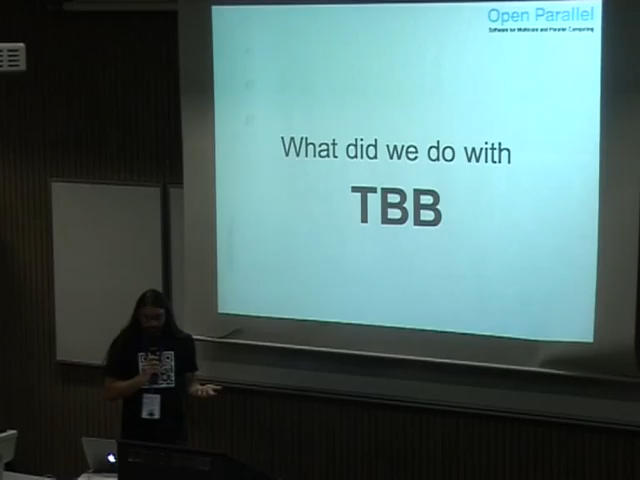 Open Parallel
Software for Multicore and Parallel Computing
What did we do with
TBB